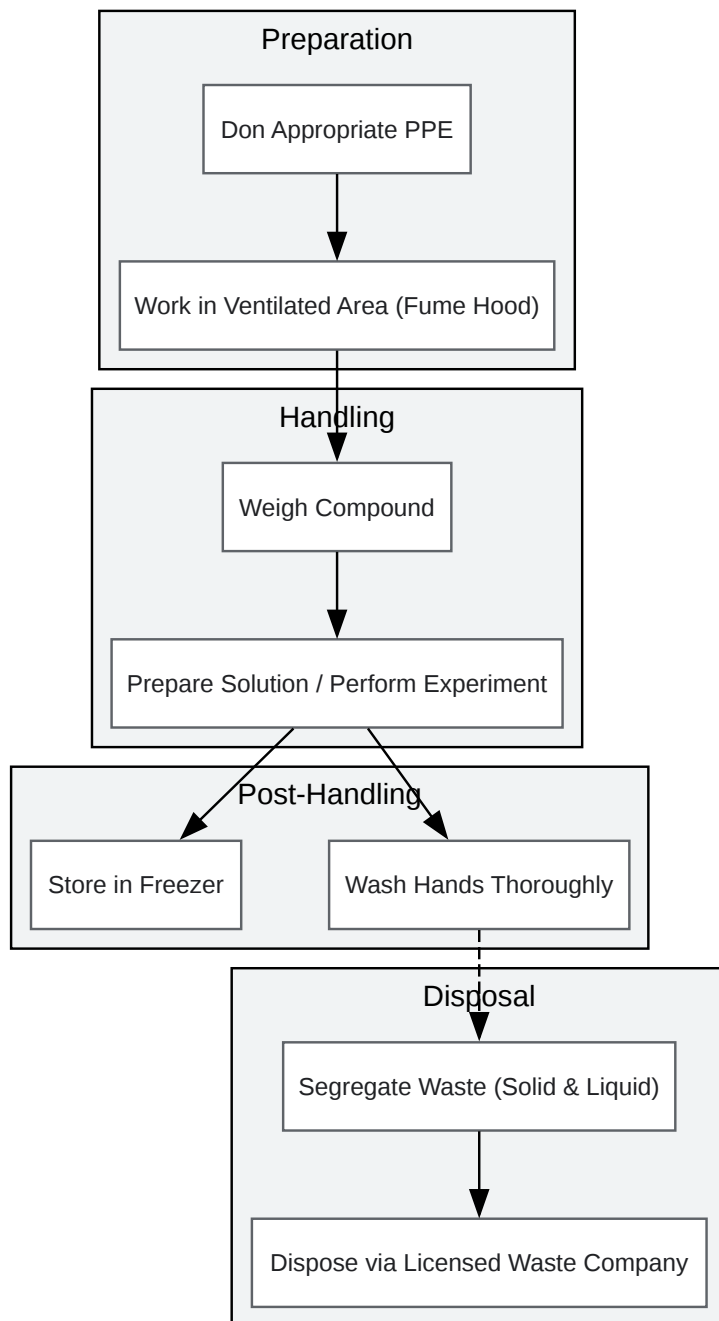 Preparation
Don Appropriate PPE
Work in Ventilated Area (Fume Hood)
Handling
Weigh Compound
Prepare Solution / Perform Experiment
Post-Handling
Store in Freezer
Wash Hands Thoroughly
Disposal
Segregate Waste (Solid & Liquid)
Dispose via Licensed Waste Company